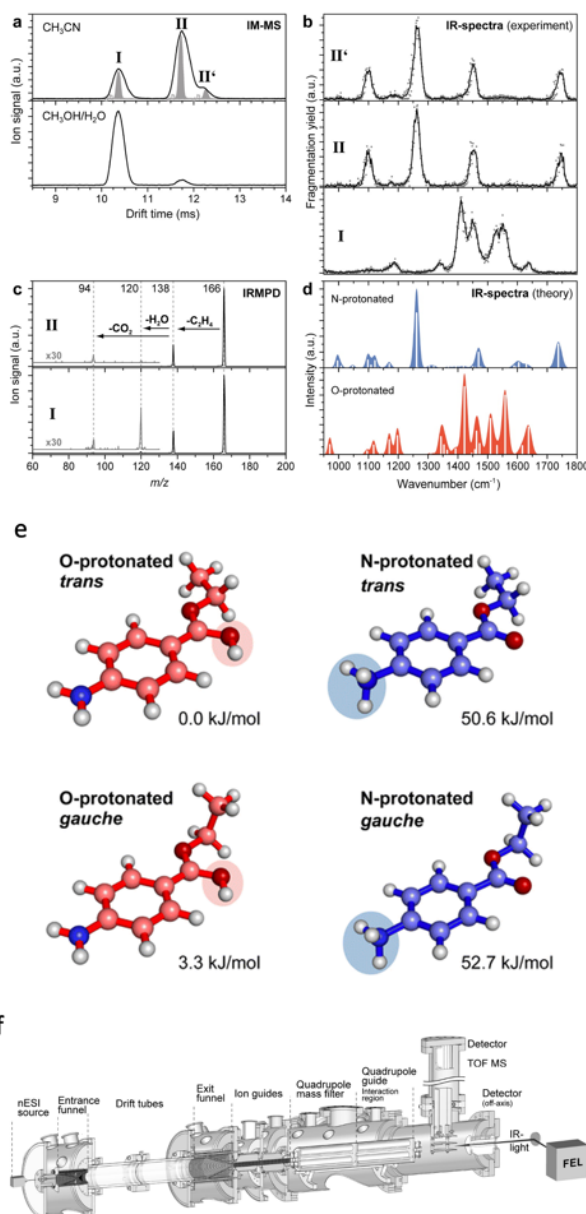 a
CH₃CN
IM-MS
I
II
II'
CH₃OH/H₂O
Ion signal (a.u.)
9 10 11 12 13 14
Drift time (ms)
b
IR-spectra (experiment)
II'
II
I
Fragmentation yield (a.u.)
c
94 120 138 166
IRMPD
-CO₂ -H₂O -C₂H₄
II
x30
I
x30
Ion signal (a.u.)
60 80 100 120 140 160 180 200
m/z
d
IR-spectra (theory)
N-protonated
O-protonated
Intensity (a.u.)
1000 1100 1200 1300 1400 1500 1600 1700 1800
Wavenumber (cm⁻¹)
e
O-protonated
trans
0.0 kJ/mol
N-protonated
trans
50.6 kJ/mol
O-protonated
gauche
3.3 kJ/mol
N-protonated
gauche
52.7 kJ/mol
f
nESI
source
Entrance
funnel
Drift tubes
Exit
funnel
Ion guides
Quadrupole
mass filter
Quadrupole
guide
Interaction
region
Detector
TOF MS
Detector
(off-axis)
IR-
light
FEL